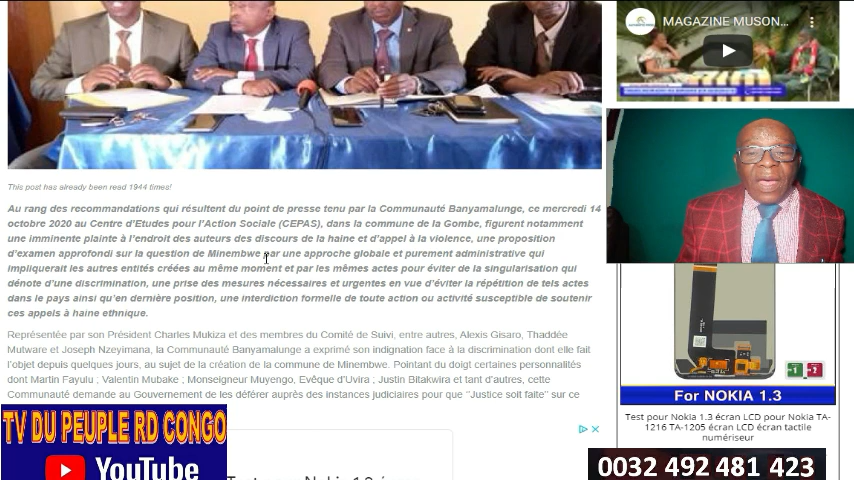 MAGAZINE MUSON...
This post has already been read 1944 times!
Au rang des recommandations qui résultent du point de presse tenu par la Communauté Banyamulunge, ce mercredi 14
octobre 2020 au Centre d'Etudes pour l'Action Sociale (CEPAS), dans la commune de la Gombe, figurent notamment
une imminente plainte à l'endroit des auteurs des discours de la haine et d'appel à la violence, une proposition
d'examen approfondi sur la question de Minembwe par une approche globale et purement administrative qui
impliquerait les autres entités créées au même moment et par les mêmes actes pour éviter de la singularisation qui
dénote d'une discrimination, une prise des mesures nécessaires et urgentes en vue d'éviter la répétition de tels actes
dans le pays ainsi qu'en dernière position, une interdiction formelle de toute action ou activité susceptible de soutenir
ces appels à haine ethnique.
Représentée par son Président Charles Mukiza et des membres du Comité de Suivi, entre autres, Alexis Gisaro, Thaddée
Mutware et Joseph Nzeyimana, la Communauté Banyamulunge a exprimé son indignation face à la discrimination dont elle fait
l'objet depuis quelques jours, au sujet de la création de la commune de Minembwe. Pointant du doigt certaines personnalités
dont Martin Fayulu ; Valentin Mubake ; Monseigneur Muyengo, Evêque d'Uvira ; Justin Bitakwira et tant d'autres, cette
Communauté demande au Gouvernement de les déférer auprès des instances judiciaires pour que "Justice soit faite" sur ce
TV DU PEUPLE RD CONGO
YouTube
1
2
For NOKIA 1.3
Test pour Nokia 1.3 écran LCD pour Nokia TA-
1216 TA-1205 écran LCD écran tactile
numériseur
0032 492 481 423